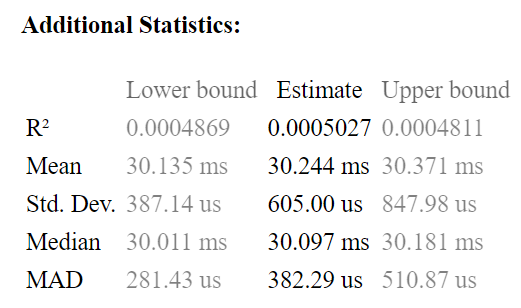 Additional Statistics:
Lower bound Estimate Upper bound
R² 0.0004869 0.0005027 0.0004811
Mean 30.135 ms 30.244 ms 30.371 ms
Std. Dev. 387.14 us 605.00 us 847.98 us
Median 30.011 ms 30.097 ms 30.181 ms
MAD 281.43 us 382.29 us 510.87 us